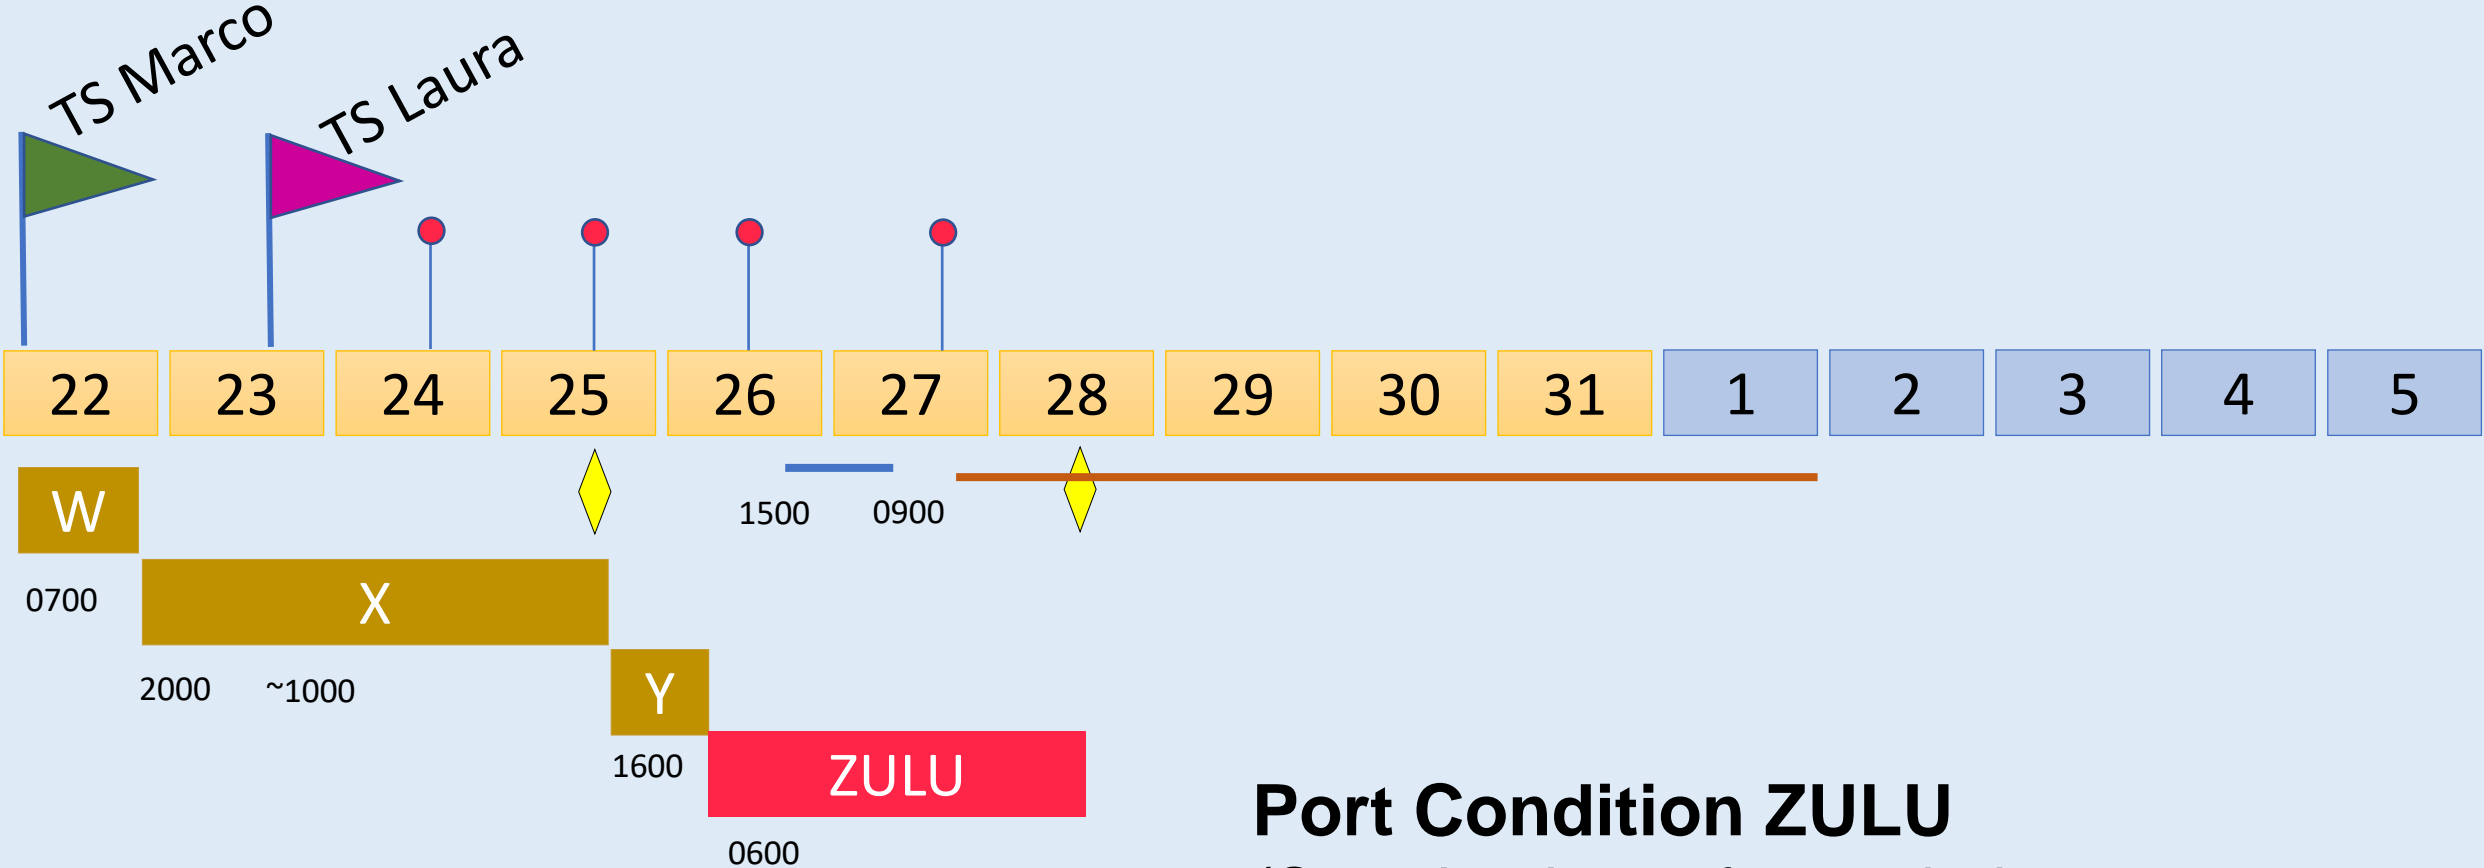 TS Marco
TS Laura
22 23 24 25 26 27 28 29 30 31 1 2 3 4 5
W
1500 0900
0700
X
2000 ~1000
Y
1600
ZULU
Port Condition ZULU
0600